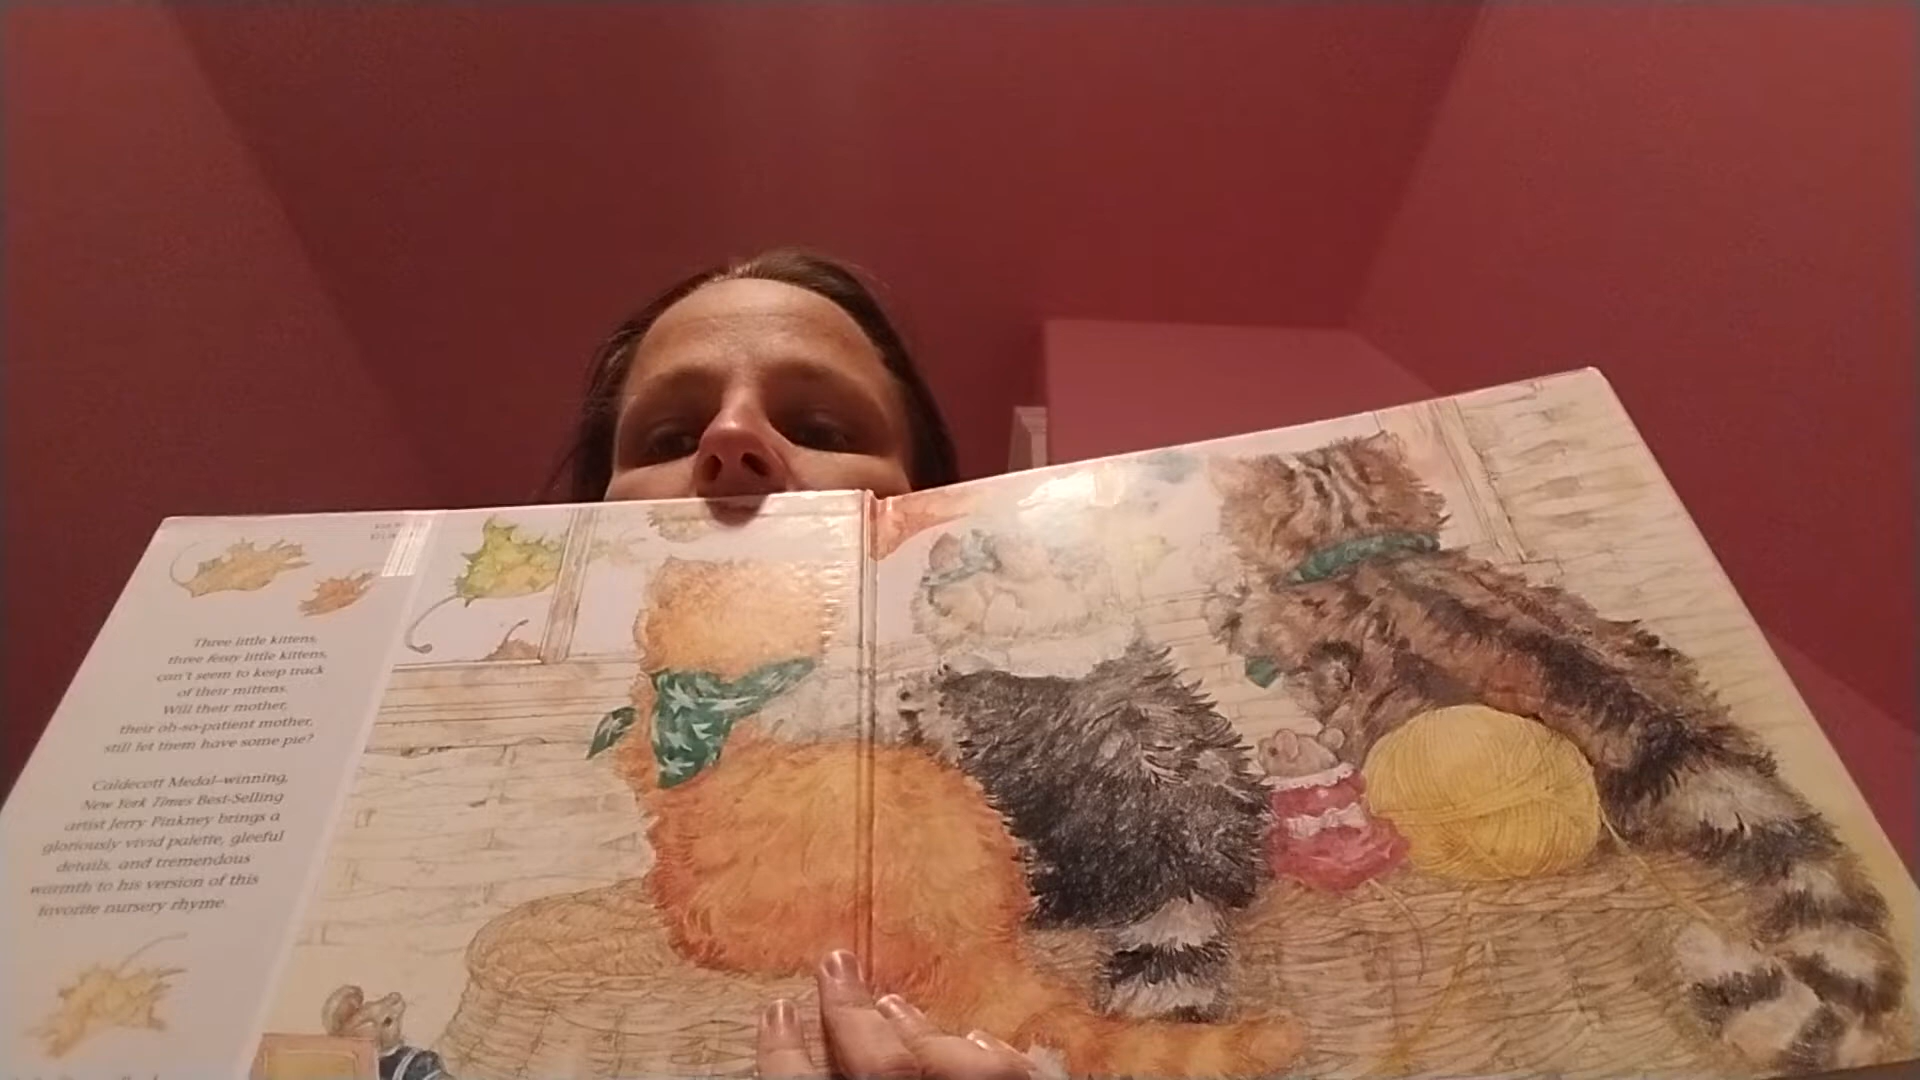 Three little kittens,
three feisty little kittens,
can't seem to keep track
of their mittens.
Will their mother,
their oh-so-patient mother,
still let them have some pie?
Caldecott Medal–winning,
New York Times Best-Selling
artist Jerry Pinkney brings a
gloriously vivid palette, gleeful
details, and tremendous
warmth to his version of this
favorite nursery rhyme.